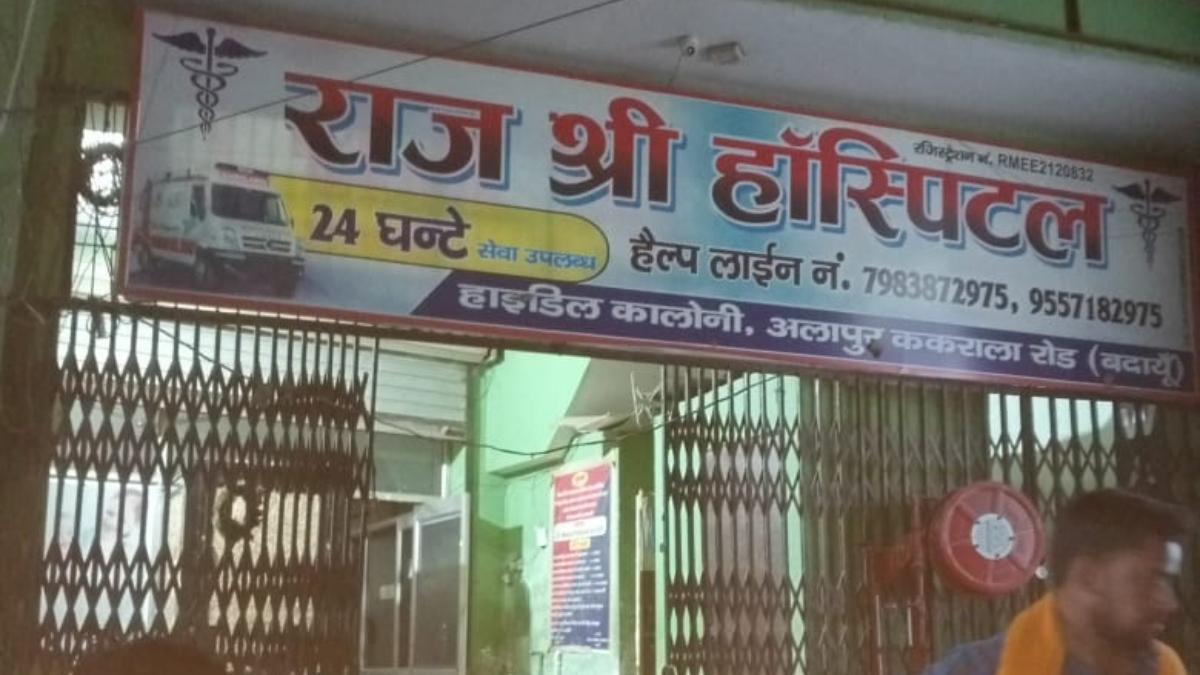 रजिस्ट्रेशन नं. RMEE2120832
राज श्री हॉस्पिटल
24 घन्टे सेवा उपलब्ध
हैल्प लाईन नं. 7983872975, 9557182975
हाइडिल कालोनी, अलापुर ककराला रोड (बदायूँ)